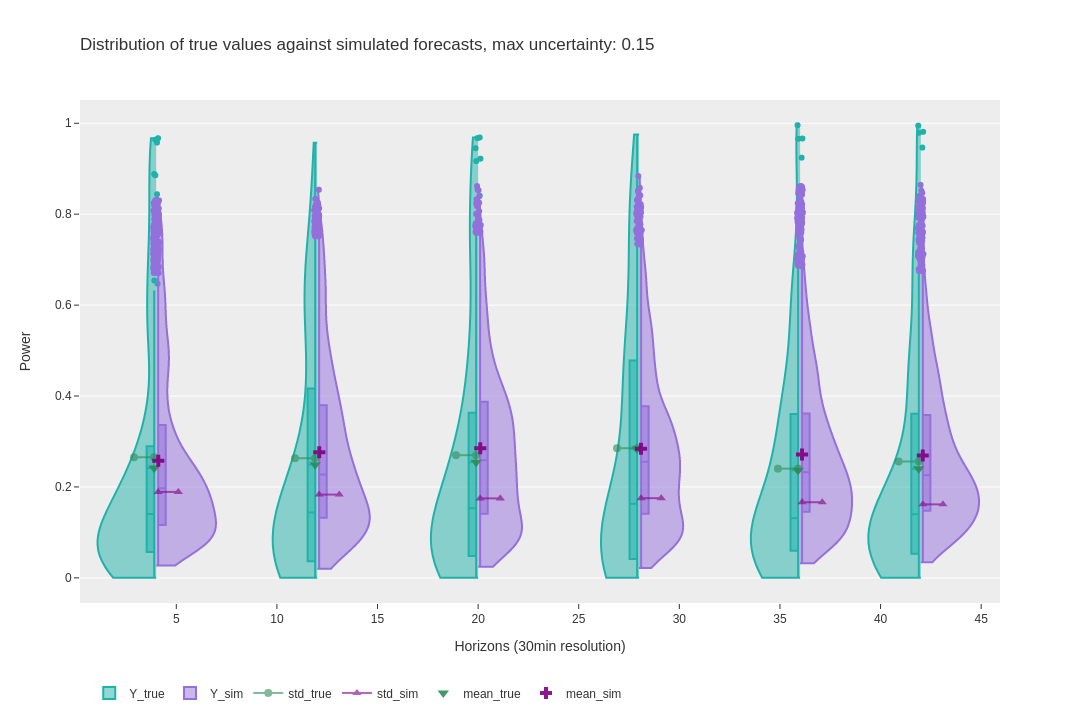 Distribution of true values against simulated forecasts, max uncertainty: 0.15
1
0.8
0.6
0.4
0.2
0
Power
5 10 15 20 25 30 35 40 45
Horizons (30min resolution)
Y_true Y_sim std_true std_sim mean_true mean_sim